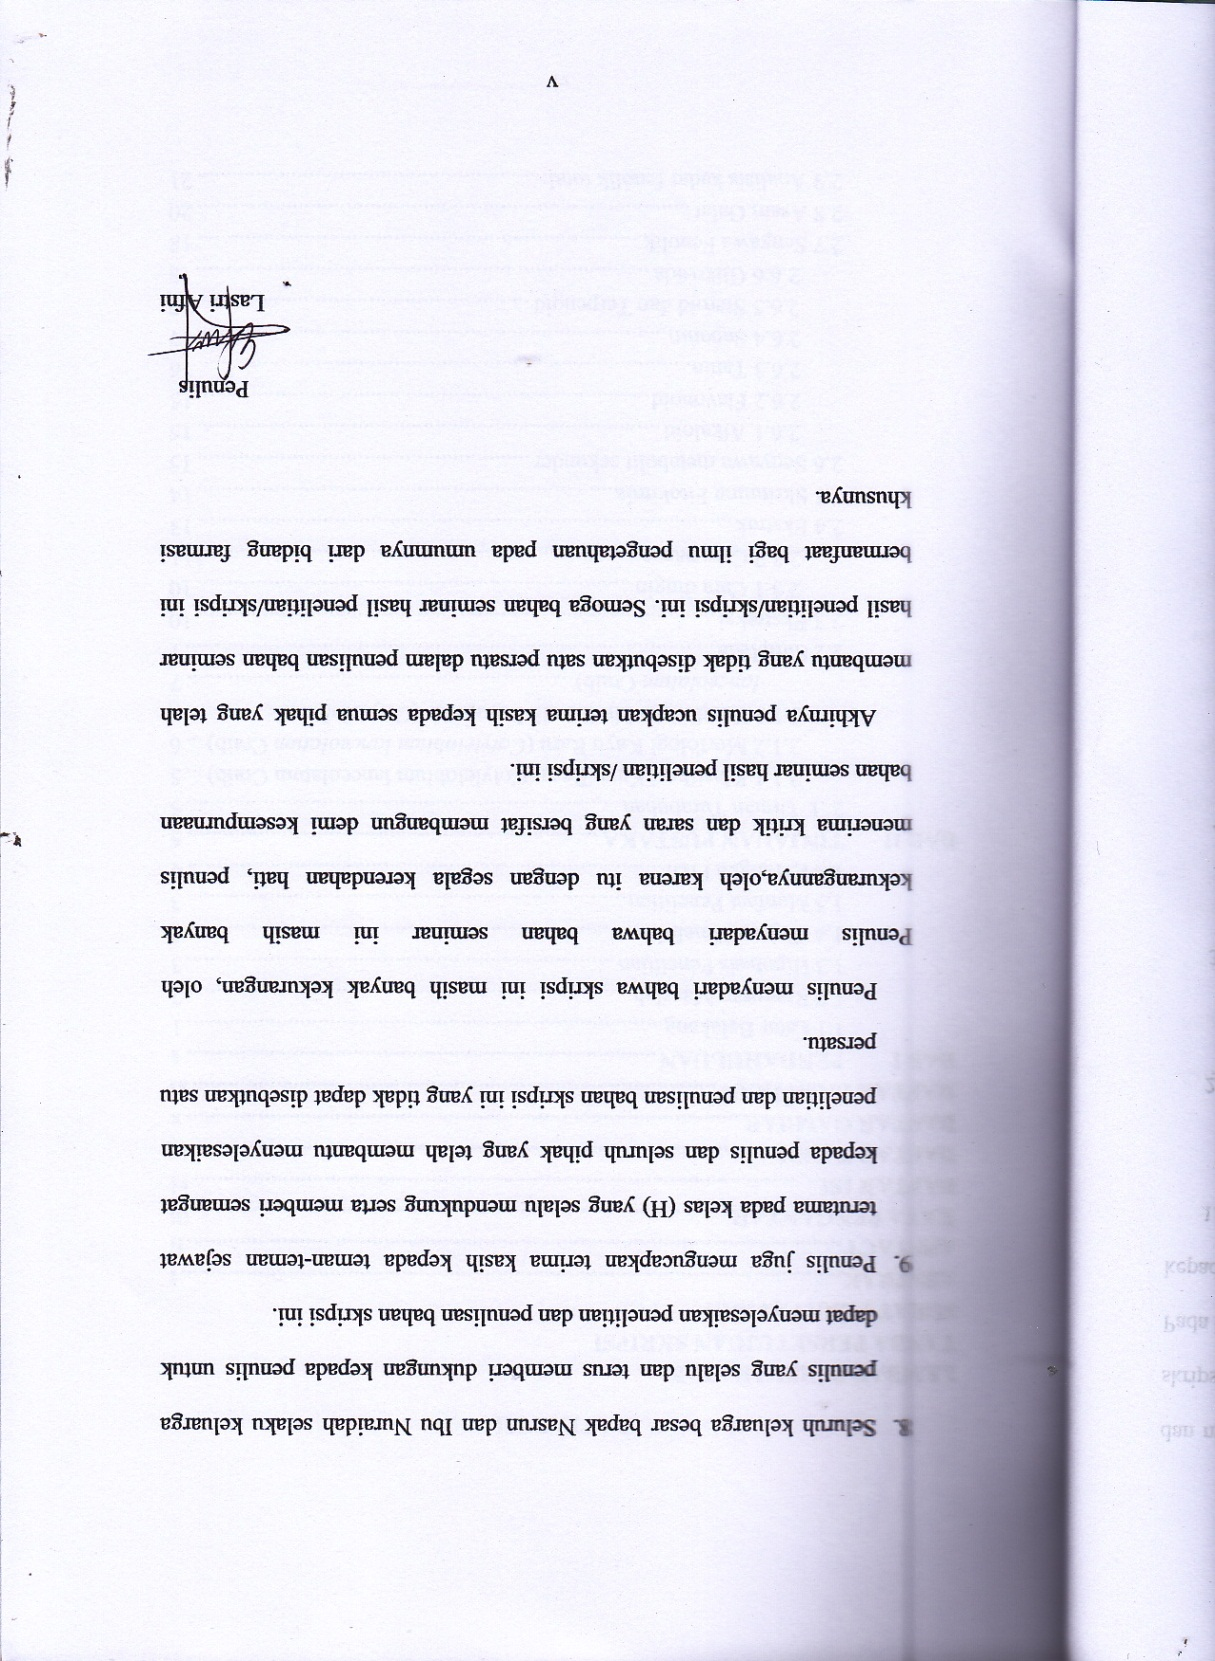 8. Seluruh keluarga besar bapak Nasrun dan Ibu Nuraidah selaku keluarga
penulis yang selalu dan terus memberi dukungan kepada penulis untuk
dapat menyelesaikan penelitian dan penulisan bahan skripsi ini.
9. Penulis juga mengucapkan terima kasih kepada teman-teman sejawat
terutama pada kelas (H) yang selalu mendukung serta memberi semangat
kepada penulis dan seluruh pihak yang telah membantu menyelesaikan
penelitian dan penulisan bahan skripsi ini yang tidak dapat disebutkan satu
persatu.
Penulis menyadari bahwa skripsi ini masih banyak kekurangan, oleh
Penulis menyadari bahwa bahan seminar ini masih banyak
kekurangannya,oleh karena itu dengan segala kerendahan hati, penulis
menerima kritik dan saran yang bersifat membangun demi kesempurnaan
bahan seminar hasil penelitian /skripsi ini.
Akhirnya penulis ucapkan terima kasih kepada semua pihak yang telah
membantu yang tidak disebutkan satu persatu dalam penulisan bahan seminar
hasil penelitian/skripsi ini. Semoga bahan seminar hasil penelitian/skripsi ini
bermanfaat bagi ilmu pengetahuan pada umumnya dari bidang farmasi
khusunya.
Penulis
Lastri Afni
v